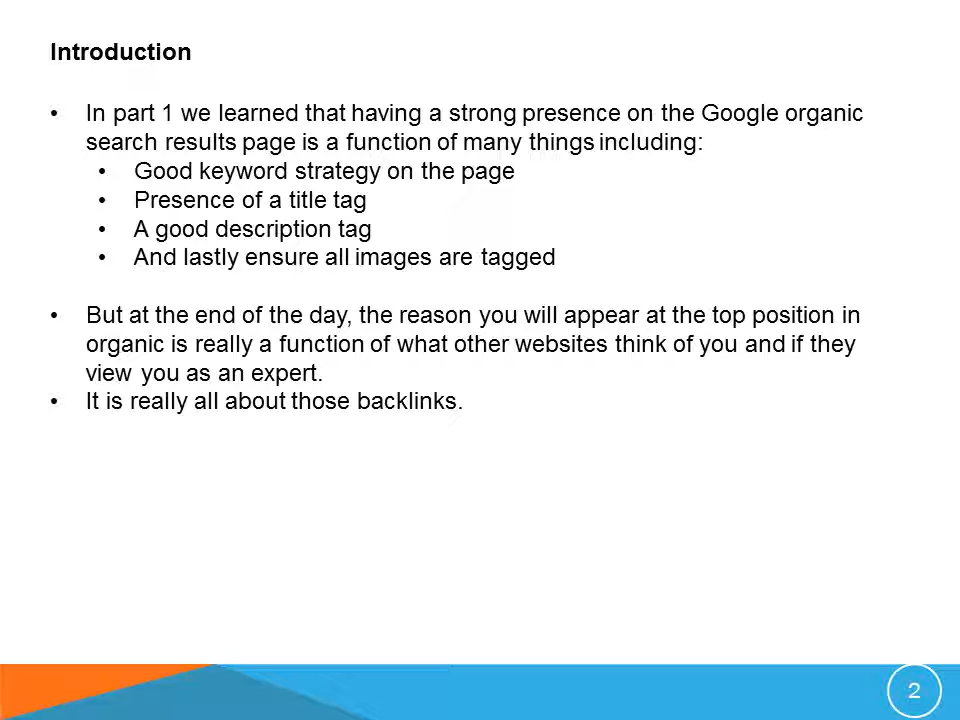 Introduction
• In part 1 we learned that having a strong presence on the Google organic
search results page is a function of many things including:
• Good keyword strategy on the page
• Presence of a title tag
• A good description tag
• And lastly ensure all images are tagged
• But at the end of the day, the reason you will appear at the top position in
organic is really a function of what other websites think of you and if they
view you as an expert.
• It is really all about those backlinks.
2